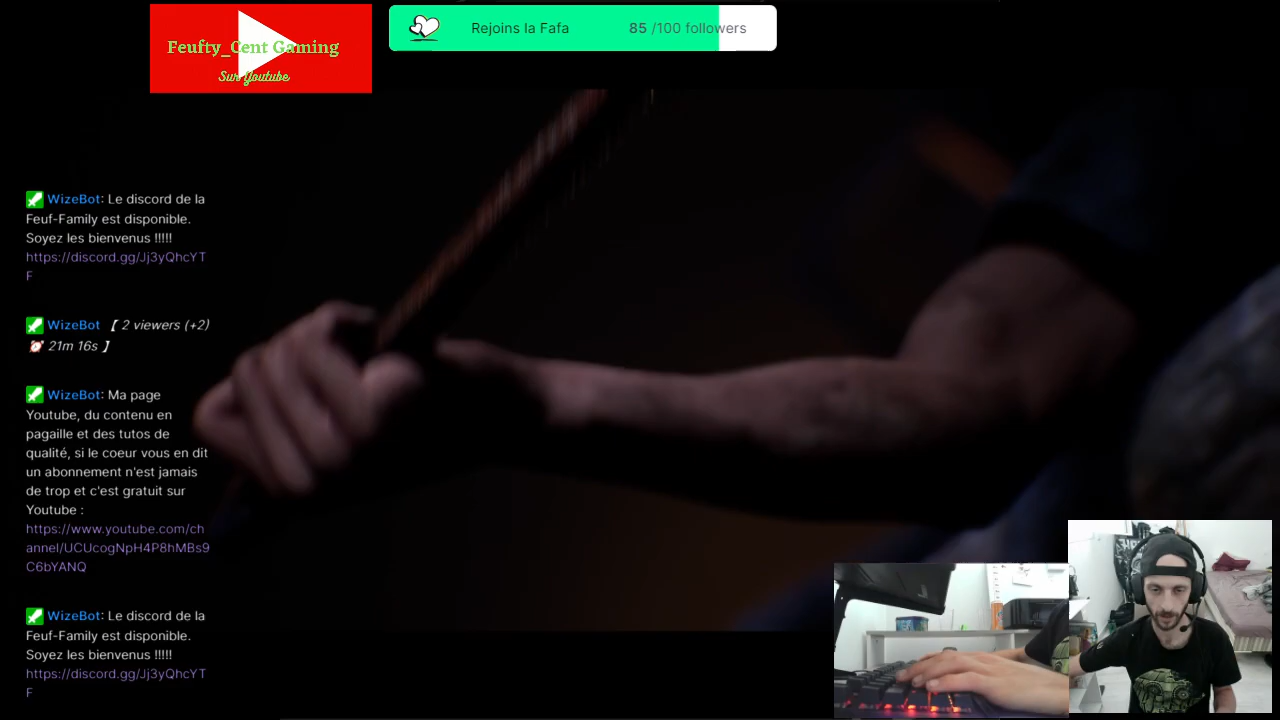 Feufty_Cent Gaming
Sur Youtube
Rejoins la Fafa 85 /100 followers
WizeBot: Le discord de la
Feuf-Family est disponible.
Soyez les bienvenus !!!!!
https://discord.gg/Jj3yQhcYT
F
WizeBot 【 2 viewers (+2)
⏰ 21m 16s 】
WizeBot: Ma page
Youtube, du contenu en
pagaille et des tutos de
qualité, si le coeur vous en dit
un abonnement n'est jamais
de trop et c'est gratuit sur
Youtube :
https://www.youtube.com/ch
annel/UCUcogNpH4P8hMBs9
C6bYANQ
WizeBot: Le discord de la
Feuf-Family est disponible.
Soyez les bienvenus !!!!!
https://discord.gg/Jj3yQhcYT
F